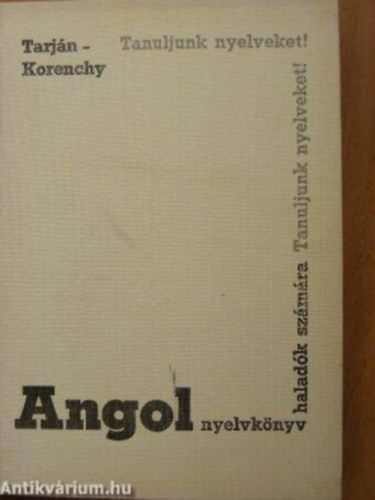 Tarján -
Korenchy
Tanuljunk nyelveket!
haladók számára Tanuljunk nyelveket!
Angol nyelvkönyv
Antikvárium.hu